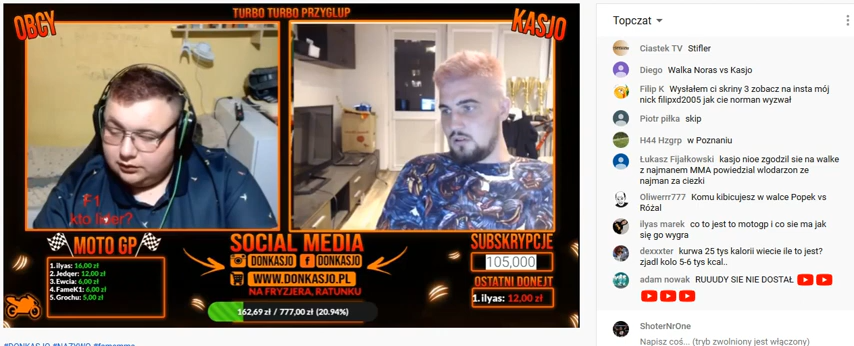 TURBO TURBO PRZYGLUP
OBCY
KASJO
F1
kto lider?
MOTO GP
1. ilyas: 16,00 zł
2. Jedqer: 12,00 zł
3. Ewcia: 6,00 zł
4. FameK1: 6,00 zł
5. Grochu: 5,00 zł
SOCIAL MEDIA
DONKASJO
DONKASJO
WWW.DONKASJO.PL
NA FRYZJERA, RATUNKU
162,69 zł / 777,00 zł (20.94%)
SUBSKRYPCJE
105,000
OSTATNI DONEJT
1. ilyas: 12,00 zł
#DONKASJO #NAZYWO #famemma
Topczat
Ciastek TV Stifler
Diego Walka Noras vs Kasjo
Filip K Wysłałem ci skriny 3 zobacz na insta mój
nick filipxd2005 jak cie norman wyzwał
Piotr piłka skip
H44 Hzgrp w Poznaniu
Łukasz Fijałkowski kasjo nioe zgodzil sie na walke
z najmanem MMA powiedzial wlodarzon ze
najman za ciezki
Oliwerrr777 Komu kibicujesz w walce Popek vs
Różal
ilyas marek co to jest to motogp i co sie ma jak
się go wygra
dexxxter kurwa 25 tys kalorii wiecie ile to jest?
zjadl kolo 5-6 tys kcal..
adam nowak RUUUDY SIE NIE DOSTAŁ
ShoterNrOne
Napisz coś... (tryb zwolniony jest włączony)